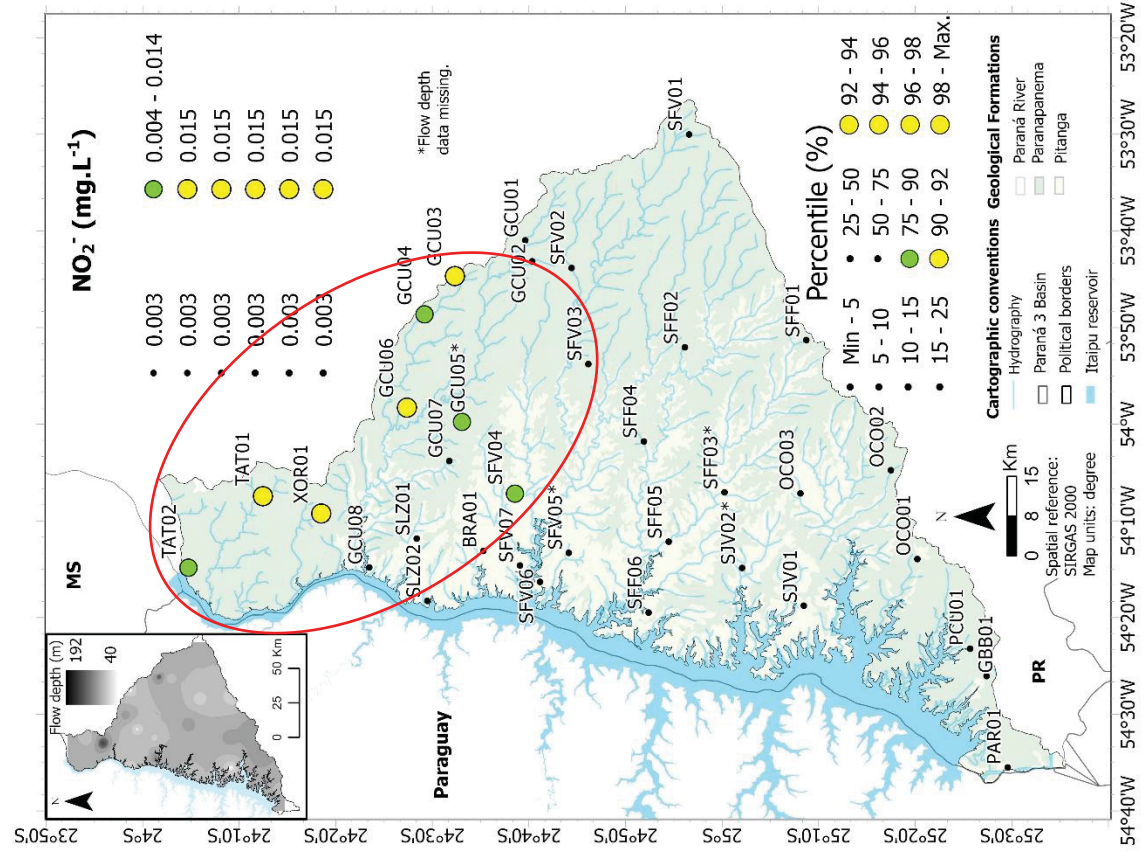 NO₂⁻ (mg.L⁻¹)
0.003 0.004 - 0.014
0.003 0.015
0.003 0.015
0.003 0.015
0.003 0.015
0.003 0.015
*Flow depth
data missing.
MS
Paraguay
PR
Flow depth (m)
192
40
N
0 25 50 Km
TAT02
TAT01
XOR01
GCU08
SLZ01
SLZ02
BRA01
GCU06
GCU04
GCU03
GCU07
GCU05*
GCU01
GCU02
SFV04
SFV07
SFV06
SFV05*
SFV03
SFV02
SFV01
SFF02
SFF04
SFF05
SFF06
SFF03*
SFF01
SJV02*
SJV01
OCO03
OCO02
OCO01
PCU01
GBB01
PAR01
Percentile (%)
Min - 5 25 - 50 92 - 94
5 - 10 50 - 75 94 - 96
10 - 15 75 - 90 96 - 98
15 - 25 90 - 92 98 - Max.
Cartographic conventions
Hydrography
Paraná 3 Basin
Political borders
Itaipu reservoir
Geological Formations
Paraná River
Paranapanema
Pitanga
N
0 8 15 Km
Spatial reference:
SIRGAS 2000
Map units: degree
54°40'W 54°30'W 54°20'W 54°10'W 54°W 53°50'W 53°40'W 53°30'W 53°20'W
23°50'S
24°S
24°10'S
24°20'S
24°30'S
24°40'S
24°50'S
25°S
25°10'S
25°20'S
25°30'S